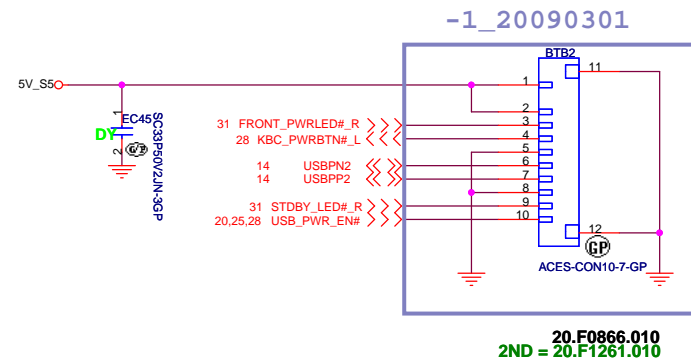 -1_20090301
BTB2
5V_S5
1
11
2
31 FRONT_PWRLED#_R
3
28 KBC_PWRBTN#_L
4
5
14 USBPN2
6
14 USBPP2
7
8
31 STDBY_LED#_R
9
20,25,28 USB_PWR_EN#
10
12
GP
ACES-CON10-7-GP
1
EC45
DY
2
GP
SC33P50V2JN-3GP
20.F0866.010
2ND = 20.F1261.010